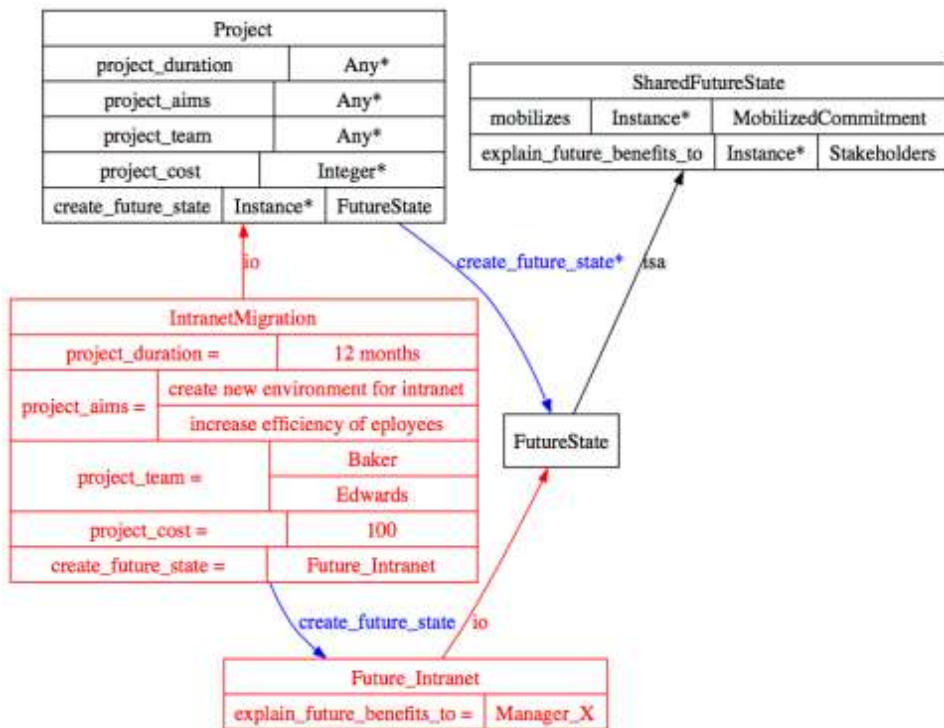 Project
project_duration Any*
project_aims Any*
project_team Any*
project_cost Integer*
create_future_state Instance* FutureState
SharedFutureState
mobilizes Instance* MobilizedCommitment
explain_future_benefits_to Instance* Stakeholders
io
create_future_state*
isa
IntranetMigration
project_duration = 12 months
project_aims =
create new environment for intranet
increase efficiency of eployees
project_team =
Baker
Edwards
project_cost = 100
create_future_state = Future_Intranet
FutureState
create_future_state
io
Future_Intranet
explain_future_benefits_to = Manager_X